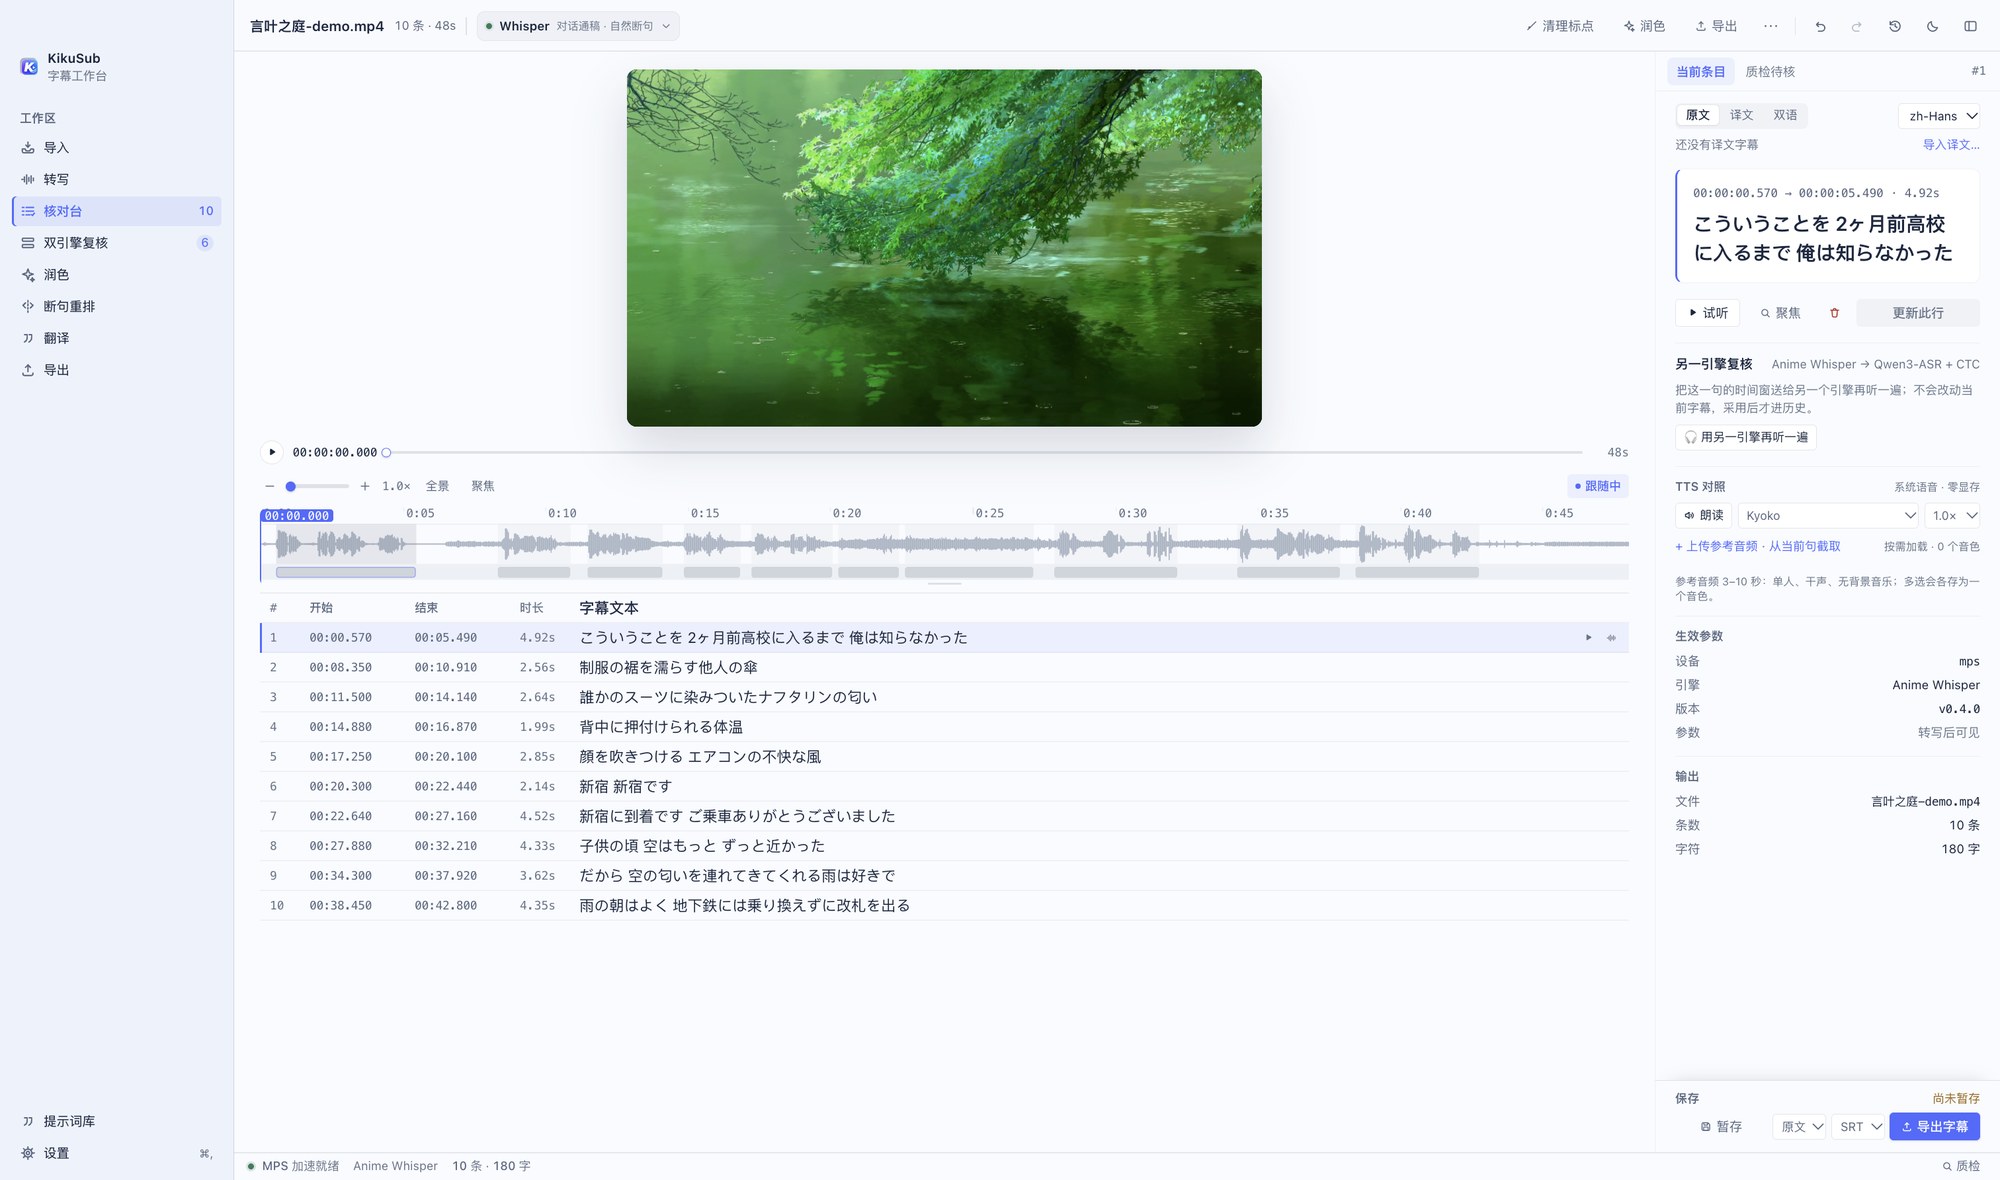 KikuSub
字幕工作台
工作区
导入
转写
核对台 10
双引擎复核 6
润色
断句重排
翻译
导出
提示词库
设置 ⌘,
言叶之庭-demo.mp4 10 条 · 48s Whisper 对话通稿 · 自然断句
清理标点 润色 导出 ···
00:00:00.000 48s
− + 1.0× 全景 聚焦 跟随中
00:00.000 0:05 0:10 0:15 0:20 0:25 0:30 0:35 0:40 0:45
# 开始 结束 时长 字幕文本
1 00:00.570 00:05.490 4.92s こういうことを 2ヶ月前高校に入るまで 俺は知らなかった
2 00:08.350 00:10.910 2.56s 制服の裾を濡らす他人の傘
3 00:11.500 00:14.140 2.64s 誰かのスーツに染みついたナフタリンの匂い
4 00:14.880 00:16.870 1.99s 背中に押付けられる体温
5 00:17.250 00:20.100 2.85s 顔を吹きつける エアコンの不快な風
6 00:20.300 00:22.440 2.14s 新宿 新宿です
7 00:22.640 00:27.160 4.52s 新宿に到着です ご乗車ありがとうございました
8 00:27.880 00:32.210 4.33s 子供の頃 空はもっと ずっと近かった
9 00:34.300 00:37.920 3.62s だから 空の匂いを連れてきてくれる雨は好きで
10 00:38.450 00:42.800 4.35s 雨の朝はよく 地下鉄には乗り換えずに改札を出る
当前条目 质检待核 #1
原文 译文 双语 zh-Hans
还没有译文字幕 导入译文…
00:00:00.570 → 00:00:05.490 · 4.92s
こういうことを 2ヶ月前高校
に入るまで 俺は知らなかった
试听 聚焦 更新此行
另一引擎复核 Anime Whisper → Qwen3-ASR + CTC
把这一句的时间窗送给另一个引擎再听一遍；不会改动当
前字幕，采用后才进历史。
用另一引擎再听一遍
TTS 对照 系统语音 · 零显存
朗读 Kyoko 1.0×
+ 上传参考音频 · 从当前句截取 按需加载 · 0 个音色
参考音频 3–10 秒：单人、干声、无背景音乐；多选会各存为一
个音色。
生效参数
设备 mps
引擎 Anime Whisper
版本 v0.4.0
参数 转写后可见
输出
文件 言叶之庭-demo.mp4
条数 10 条
字符 180 字
保存 尚未暂存
暂存 原文 SRT 导出字幕
MPS 加速就绪 Anime Whisper 10 条 · 180 字 质检